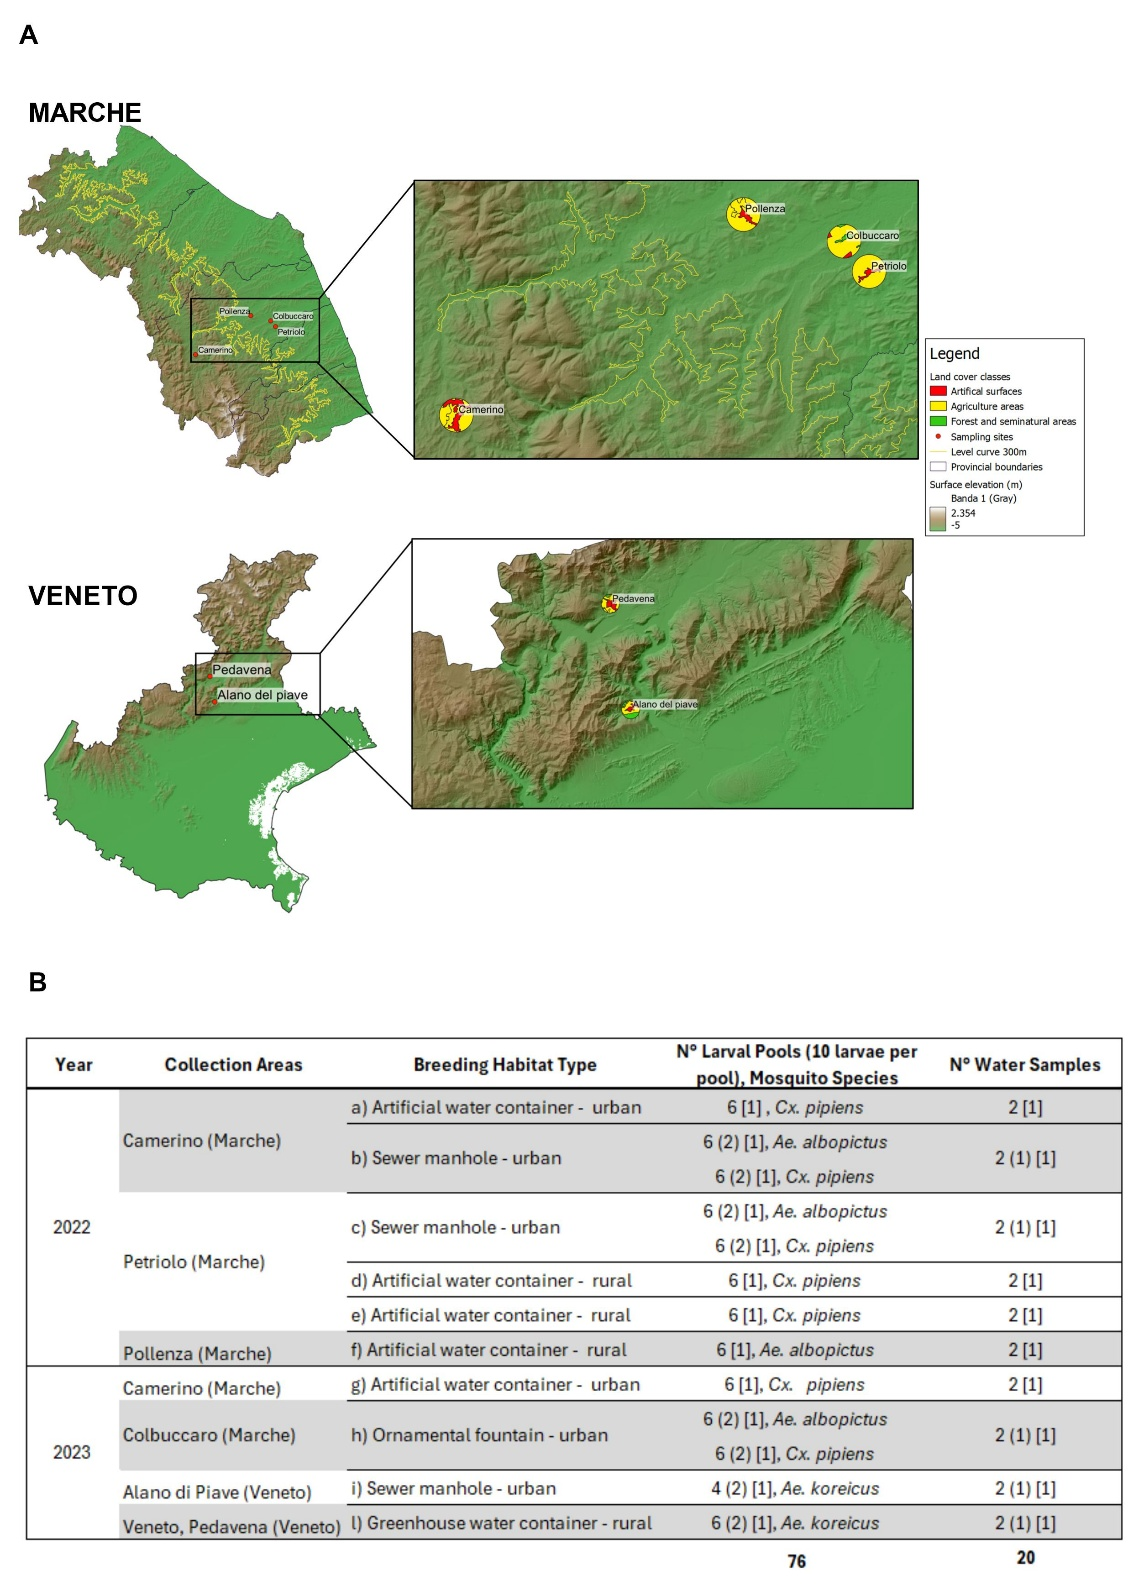 A
MARCHE
Pollenza
Colbuccaro
Petriolo
Camerino
Pollenza
Colbuccaro
Petriolo
Camerino
Legend
Land cover classes
Artifical surfaces
Agriculture areas
Forest and seminatural areas
Sampling sites
Level curve 300m
Provincial boundaries
Surface elevation (m)
Banda 1 (Gray)
2.354
-5
VENETO
Pedavena
Alano del piave
Pedavena
Alano del piave
B
Year Collection Areas Breeding Habitat Type N° Larval Pools (10 larvae per pool), Mosquito Species N° Water Samples
2022 Camerino (Marche) a) Artificial water container - urban 6 [1] , Cx. pipiens 2 [1]
b) Sewer manhole - urban 6 (2) [1], Ae. albopictus 2 (1) [1]
6 (2) [1], Cx. pipiens
Petriolo (Marche) c) Sewer manhole - urban 6 (2) [1], Ae. albopictus 2 (1) [1]
6 (2) [1], Cx. pipiens
d) Artificial water container - rural 6 [1], Cx. pipiens 2 [1]
e) Artificial water container - rural 6 [1], Cx. pipiens 2 [1]
Pollenza (Marche) f) Artificial water container - rural 6 [1], Ae. albopictus 2 [1]
2023 Camerino (Marche) g) Artificial water container - urban 6 [1], Cx. pipiens 2 [1]
Colbuccaro (Marche) h) Ornamental fountain - urban 6 (2) [1], Ae. albopictus 2 (1) [1]
6 (2) [1], Cx. pipiens
Alano di Piave (Veneto) i) Sewer manhole - urban 4 (2) [1], Ae. koreicus 2 (1) [1]
Veneto, Pedavena (Veneto) l) Greenhouse water container - rural 6 (2) [1], Ae. koreicus 2 (1) [1]
76 20